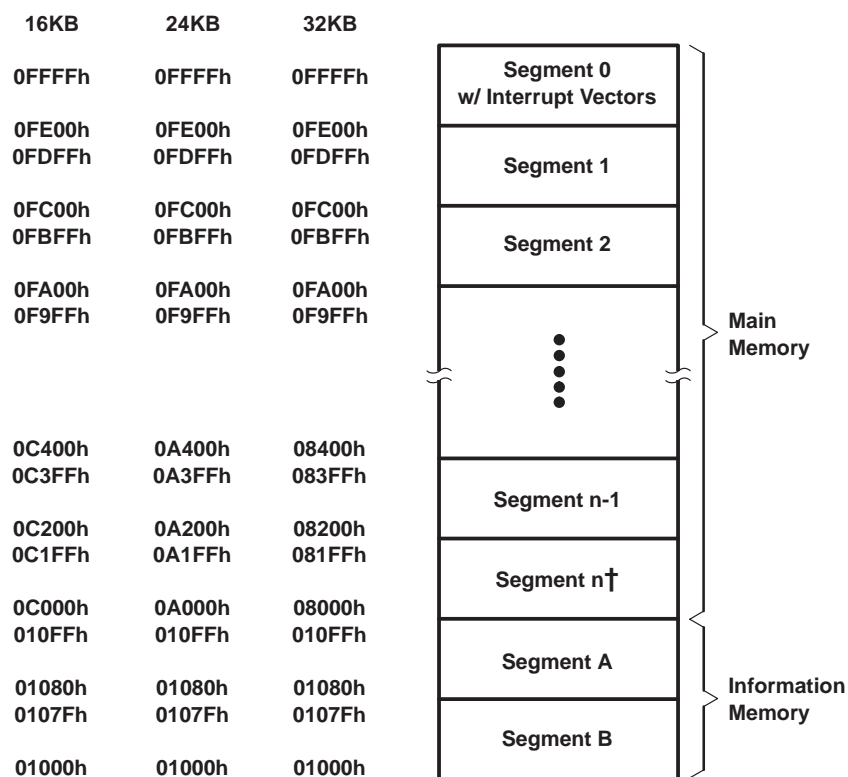 16KB 24KB 32KB
0FFFFh 0FFFFh 0FFFFh
Segment 0
w/ Interrupt Vectors
0FE00h 0FE00h 0FE00h
0FDFFh 0FDFFh 0FDFFh
Segment 1
0FC00h 0FC00h 0FC00h
0FBFFh 0FBFFh 0FBFFh
Segment 2
0FA00h 0FA00h 0FA00h
0F9FFh 0F9FFh 0F9FFh
Main
Memory
0C400h 0A400h 08400h
0C3FFh 0A3FFh 083FFh
Segment n-1
0C200h 0A200h 08200h
0C1FFh 0A1FFh 081FFh
Segment n†
0C000h 0A000h 08000h
010FFh 010FFh 010FFh
Segment A
01080h 01080h 01080h
0107Fh 0107Fh 0107Fh
Information
Memory
Segment B
01000h 01000h 01000h